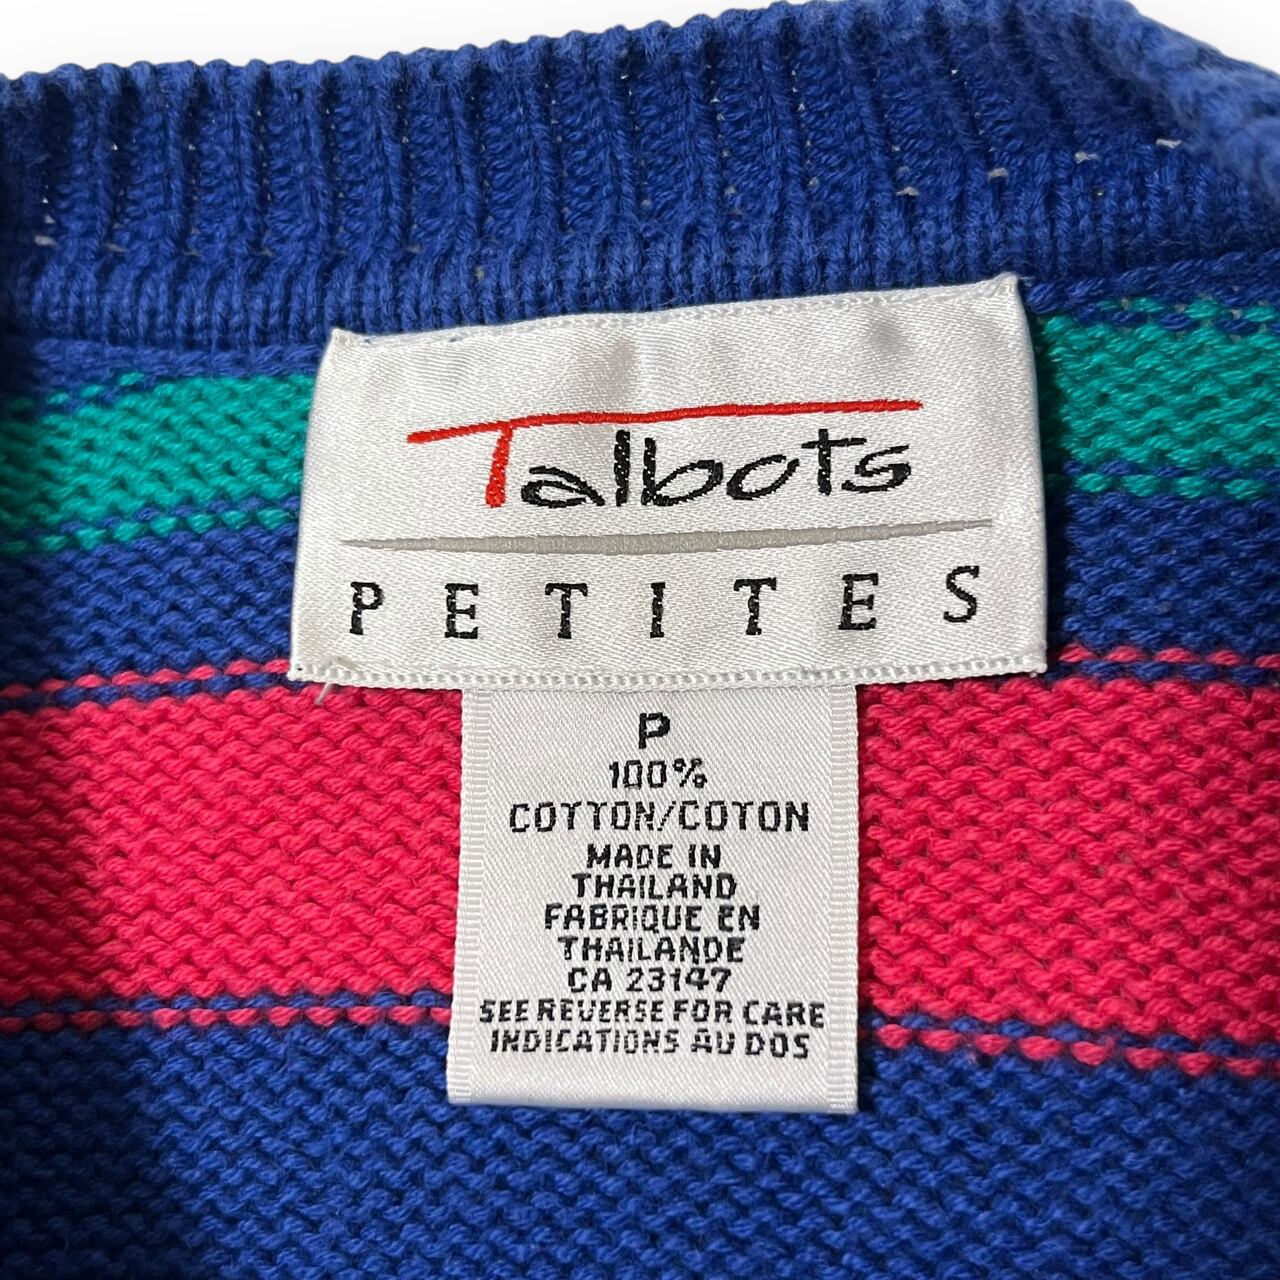 Talbots
PETITES
P
100%
COTTON/COTON
MADE IN
THAILAND
FABRIQUE EN
THAILANDE
CA 23147
SEE REVERSE FOR CARE
INDICATIONS AU DOS